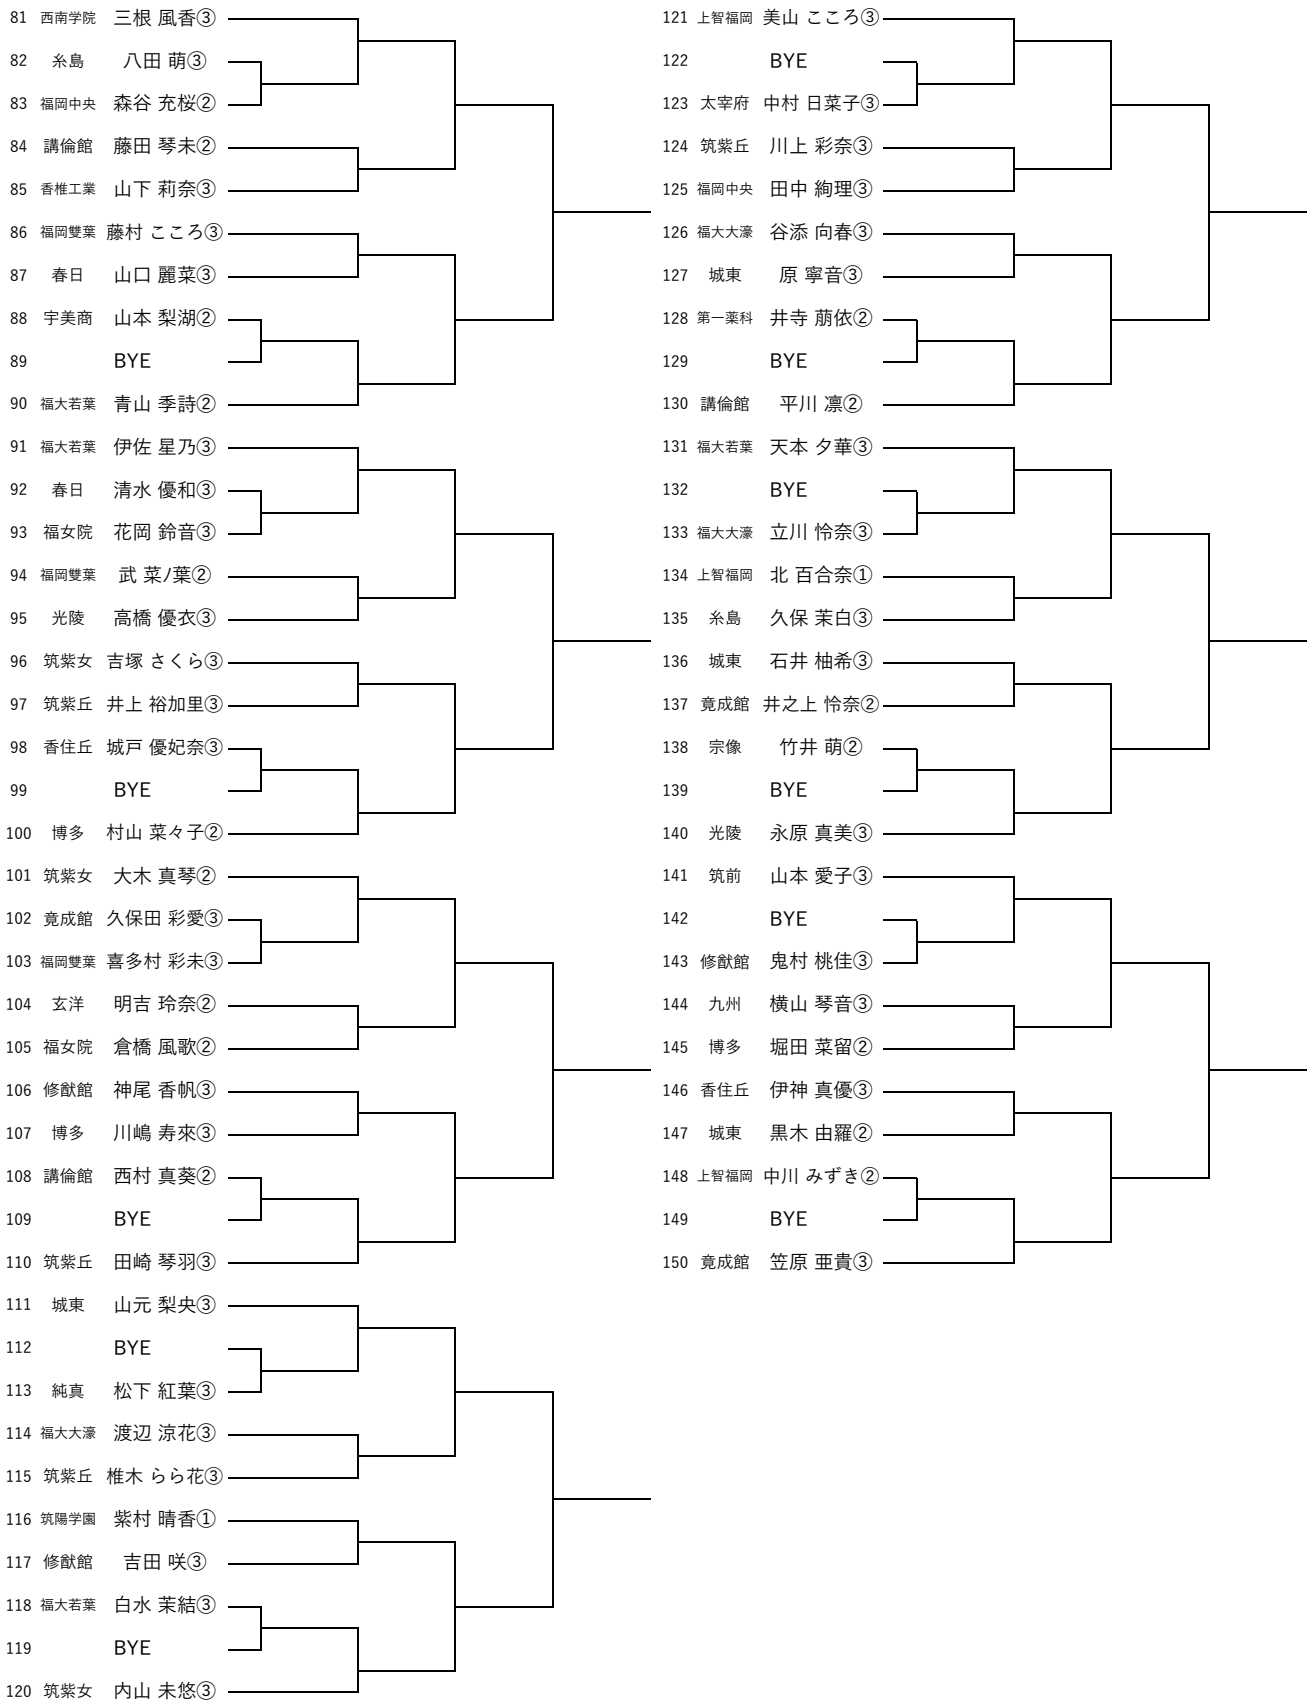 81 西南学院 三根 風香③
82 糸島 八田 萌③
83 福岡中央 森谷 充桜②
84 講倫館 藤田 琴未②
85 香椎工業 山下 莉奈③
86 福岡雙葉 藤村 こころ③
87 春日 山口 麗菜③
88 宇美商 山本 梨湖②
89 BYE
90 福大若葉 青山 季詩②
91 福大若葉 伊佐 星乃③
92 春日 清水 優和③
93 福女院 花岡 鈴音③
94 福岡雙葉 武 菜ﾉ葉②
95 光陵 高橋 優衣③
96 筑紫女 吉塚 さくら③
97 筑紫丘 井上 裕加里③
98 香住丘 城戸 優妃奈③
99 BYE
100 博多 村山 菜々子②
101 筑紫女 大木 真琴②
102 竟成館 久保田 彩愛③
103 福岡雙葉 喜多村 彩未③
104 玄洋 明吉 玲奈②
105 福女院 倉橋 風歌②
106 修猷館 神尾 香帆③
107 博多 川嶋 寿來③
108 講倫館 西村 真葵②
109 BYE
110 筑紫丘 田崎 琴羽③
111 城東 山元 梨央③
112 BYE
113 純真 松下 紅葉③
114 福大大濠 渡辺 涼花③
115 筑紫丘 椎木 らら花③
116 筑陽学園 紫村 晴香①
117 修猷館 吉田 咲③
118 福大若葉 白水 茉結③
119 BYE
120 筑紫女 内山 未悠③
121 上智福岡 美山 こころ③
122 BYE
123 太宰府 中村 日菜子③
124 筑紫丘 川上 彩奈③
125 福岡中央 田中 絢理③
126 福大大濠 谷添 向春③
127 城東 原 寧音③
128 第一薬科 井寺 萠依②
129 BYE
130 講倫館 平川 凛②
131 福大若葉 天本 夕華③
132 BYE
133 福大大濠 立川 怜奈③
134 上智福岡 北 百合奈①
135 糸島 久保 茉白③
136 城東 石井 柚希③
137 竟成館 井之上 怜奈②
138 宗像 竹井 萌②
139 BYE
140 光陵 永原 真美③
141 筑前 山本 愛子③
142 BYE
143 修猷館 鬼村 桃佳③
144 九州 横山 琴音③
145 博多 堀田 菜留②
146 香住丘 伊神 真優③
147 城東 黒木 由羅②
148 上智福岡 中川 みずき②
149 BYE
150 竟成館 笠原 亜貴③